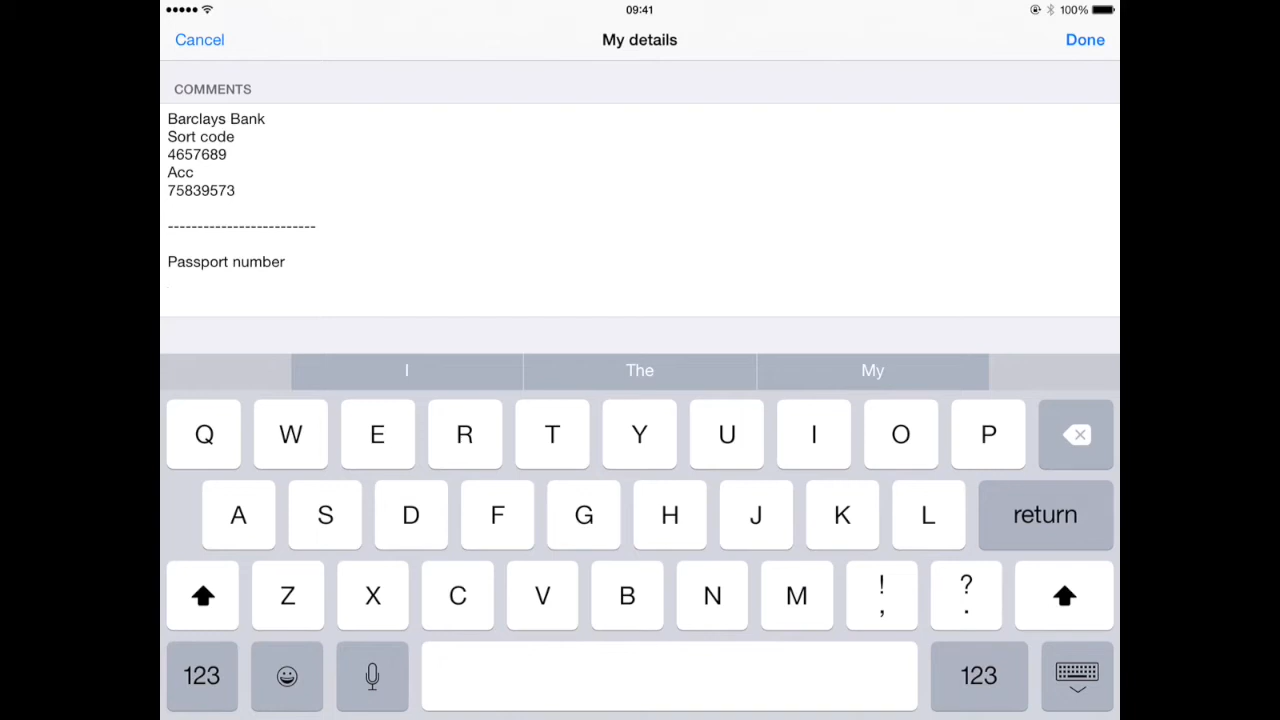 09:41
100%
Cancel
My details
Done
COMMENTS
Barclays Bank
Sort code
4657689
Acc
75839573
-------------------------
Passport number
I
The
My
Q W E R T Y U I O P
A S D F G H J K L return
Z X C V B N M ! , ? .
123
123